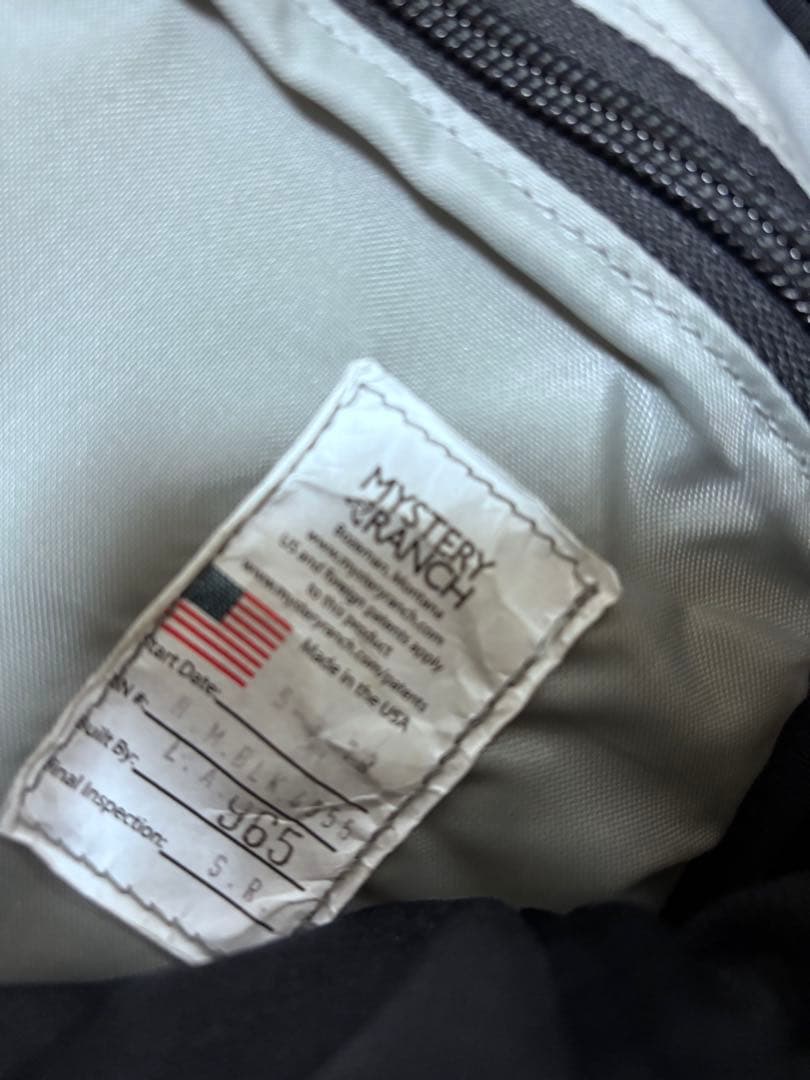 MYSTERY
RANCH
Bozeman, Montana
www.mysteryranch.com
US and foreign patents apply
to this product
www.mysteryranch.com/patents
Made in the USA
Start Date:
#:
Built By: L.A. 965
Final Inspection: S.R.